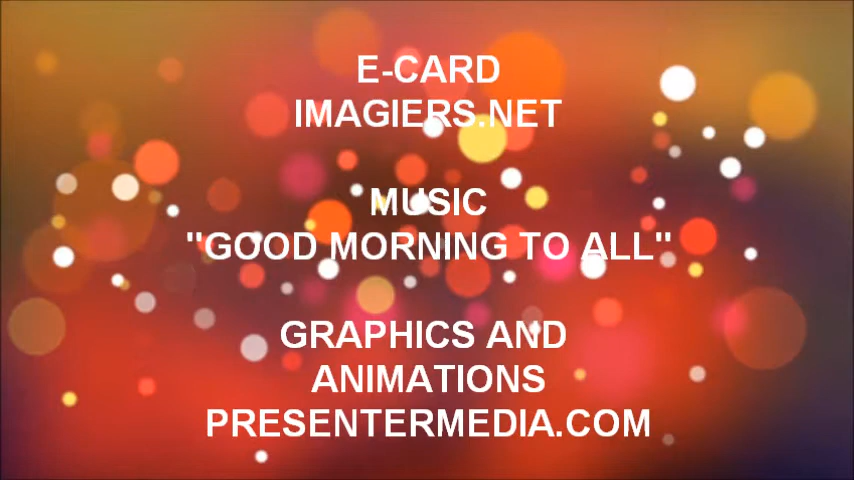 E-CARD
IMAGIERS.NET
MUSIC
"GOOD MORNING TO ALL"
GRAPHICS AND
ANIMATIONS
PRESENTERMEDIA.COM